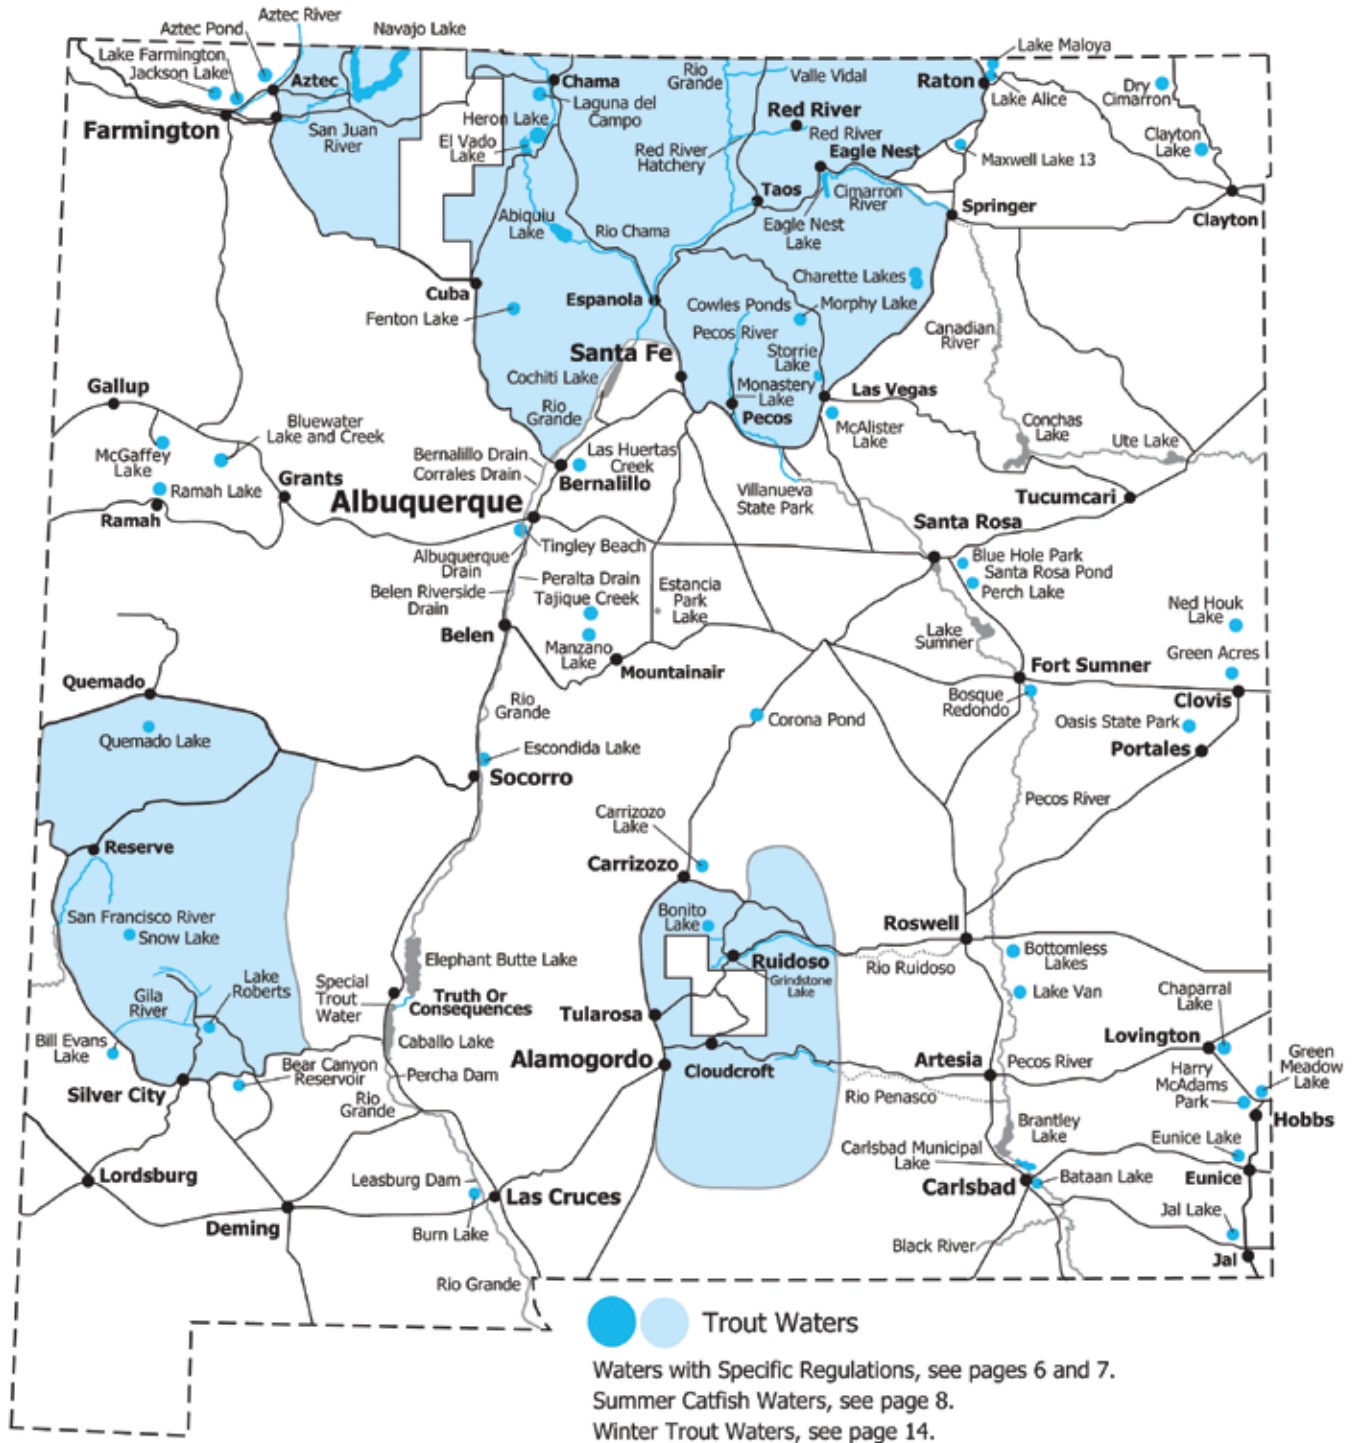 Aztec River
Aztec Pond
Navajo Lake
Lake Farmington
Jackson Lake
Aztec
Farmington
San Juan
River
Chama
Laguna del
Campo
Heron Lake
El Vado
Lake
Rio
Grande
Valle Vidal
Red River
Red River
Red River
Hatchery
Eagle Nest
Raton
Lake Maloya
Lake Alice
Dry
Cimarron
Clayton
Lake
Maxwell Lake 13
Clayton
Springer
Taos
Cimarron
River
Eagle Nest
Lake
Abiquiu
Lake
Rio Chama
Cuba
Fenton Lake
Espanola
Charette Lakes
Cowles Ponds
Morphy Lake
Pecos River
Canadian
River
Santa Fe
Storrie
Lake
Cochiti Lake
Monastery
Lake
Las Vegas
Rio
Grande
Pecos
McAlister
Lake
Gallup
Bluewater
Lake and Creek
McGaffey
Lake
Ramah Lake
Ramah
Grants
Conchas
Lake
Ute Lake
Bernalillo Drain
Corrales Drain
Las Huertas
Creek
Bernalillo
Albuquerque
Villanueva
State Park
Tucumcari
Santa Rosa
Tingley Beach
Albuquerque
Drain
Blue Hole Park
Santa Rosa Pond
Perch Lake
Peralta Drain
Tajique Creek
Belen Riverside
Drain
Estancia
Park
Lake
Ned Houk
Lake
Belen
Manzano
Lake
Mountainair
Lake
Sumner
Green Acres
Fort Sumner
Quemado
Rio
Grande
Bosque
Redondo
Clovis
Quemado Lake
Corona Pond
Oasis State Park
Escondida Lake
Portales
Socorro
Pecos River
Carrizozo
Lake
Reserve
Carrizozo
San Francisco River
Snow Lake
Bonito
Lake
Roswell
Elephant Butte Lake
Ruidoso
Grindstone
Lake
Rio Ruidoso
Bottomless
Lakes
Lake
Roberts
Gila
River
Special
Trout
Water
Truth Or
Consequences
Lake Van
Chaparral
Lake
Tularosa
Bill Evans
Lake
Caballo Lake
Lovington
Alamogordo
Cloudcroft
Artesia
Pecos River
Green
Meadow
Lake
Bear Canyon
Reservoir
Percha Dam
Harry
McAdams
Park
Silver City
Rio
Grande
Rio Penasco
Brantley
Lake
Hobbs
Carlsbad Municipal
Lake
Eunice Lake
Lordsburg
Leasburg Dam
Las Cruces
Carlsbad
Bataan Lake
Eunice
Deming
Burn Lake
Jal Lake
Black River
Jal
Rio Grande
Trout Waters
Waters with Specific Regulations, see pages 6 and 7.
Summer Catfish Waters, see page 8.
Winter Trout Waters, see page 14.